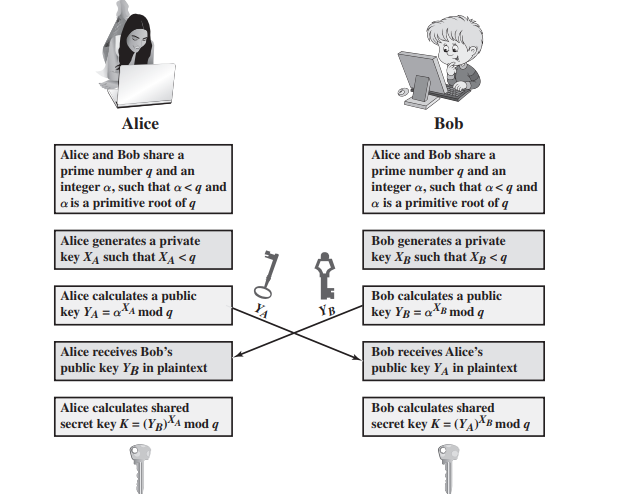 Alice
Bob
Alice and Bob share a
prime number q and an
integer α, such that α < q and
α is a primitive root of q
Alice and Bob share a
prime number q and an
integer α, such that α < q and
α is a primitive root of q
Alice generates a private
key X_A such that X_A < q
Bob generates a private
key X_B such that X_B < q
Alice calculates a public
key Y_A = α^X_A mod q
Y_A
Y_B
Bob calculates a public
key Y_B = α^X_B mod q
Alice receives Bob’s
public key Y_B in plaintext
Bob receives Alice’s
public key Y_A in plaintext
Alice calculates shared
secret key K = (Y_B)^X_A mod q
Bob calculates shared
secret key K = (Y_A)^X_B mod q